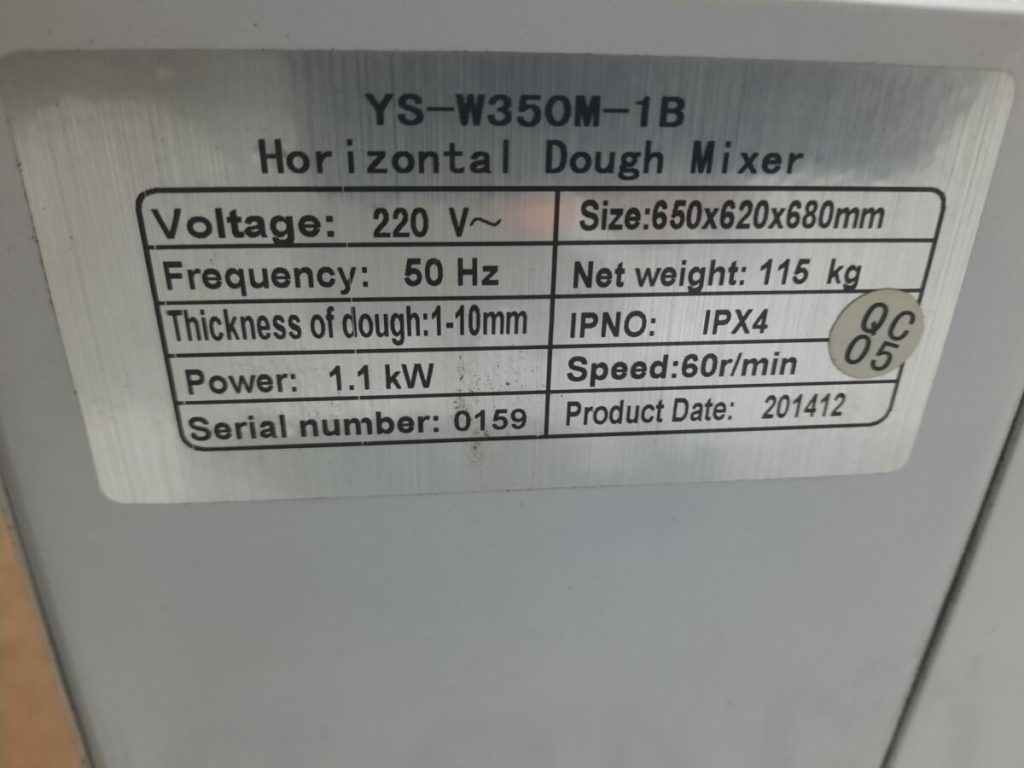 YS-W350M-1B
Horizontal Dough Mixer
Voltage: 220 V~
Size:650x620x680mm
Frequency: 50 Hz
Net weight: 115 kg
Thickness of dough:1-10mm
IPNO: IPX4
Power: 1.1 kW
Speed:60r/min
Serial number: 0159
Product Date: 201412
QC
05